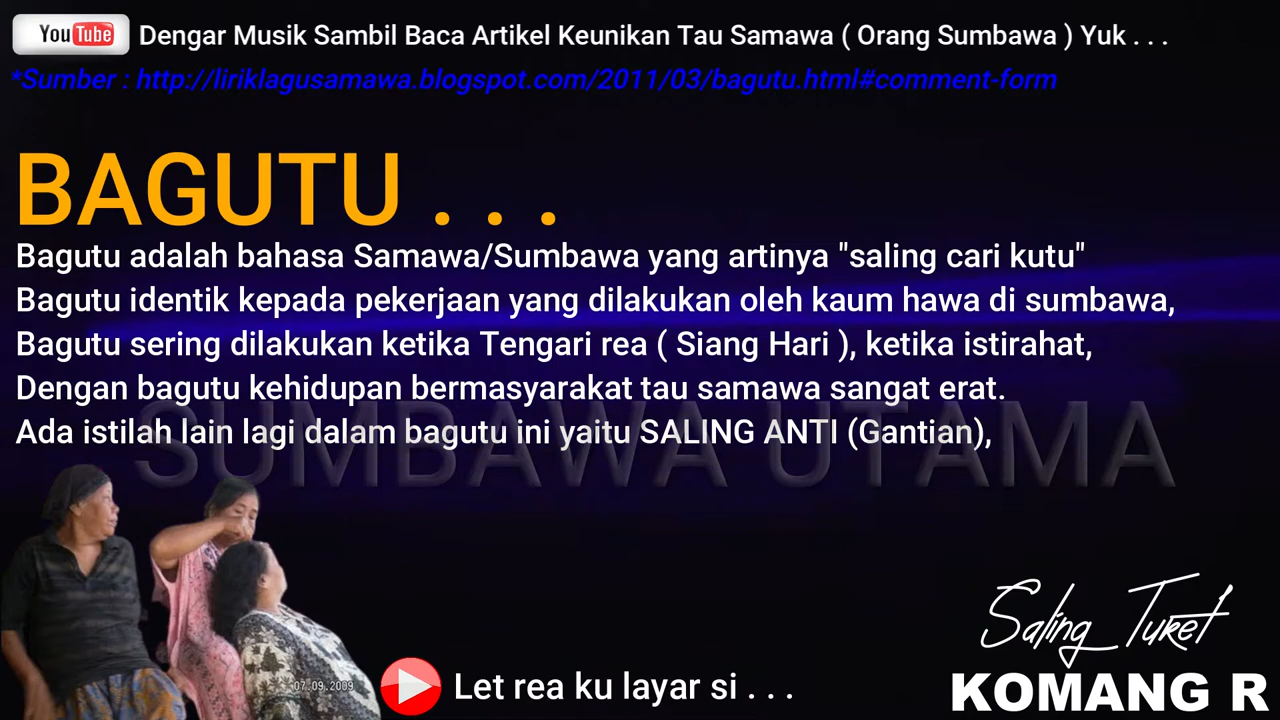 YouTube Dengar Musik Sambil Baca Artikel Keunikan Tau Samawa ( Orang Sumbawa ) Yuk . . .
*Sumber : http://liriklagusamawa.blogspot.com/2011/03/bagutu.html#comment-form
BAGUTU . . .
Bagutu adalah bahasa Samawa/Sumbawa yang artinya "saling cari kutu"
Bagutu identik kepada pekerjaan yang dilakukan oleh kaum hawa di sumbawa,
Bagutu sering dilakukan ketika Tengari rea ( Siang Hari ), ketika istirahat,
Dengan bagutu kehidupan bermasyarakat tau samawa sangat erat.
Ada istilah lain lagi dalam bagutu ini yaitu SALING ANTI (Gantian),
SUMBAWA UTAMA
Saling Turet
KOMANG R
07.09.2009
Let rea ku layar si . . .